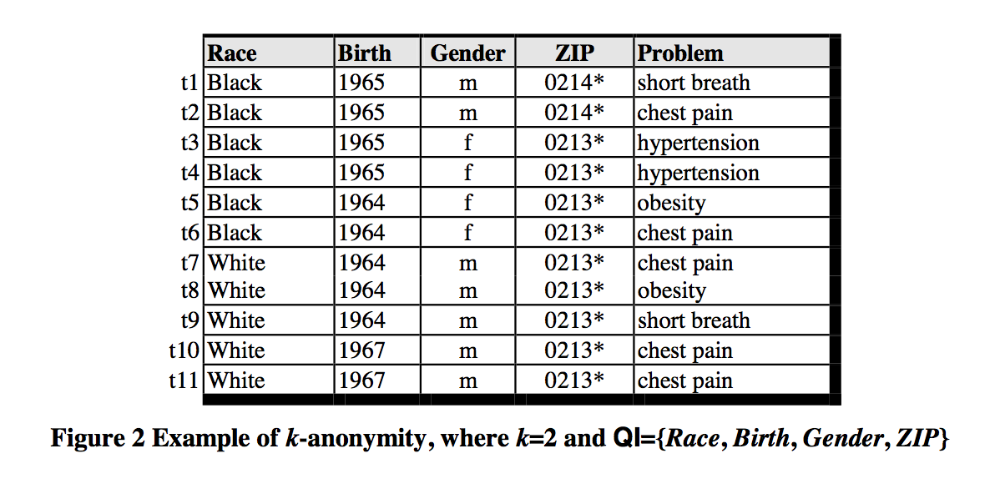 Race Birth Gender ZIP Problem
t1 Black 1965 m 0214* short breath
t2 Black 1965 m 0214* chest pain
t3 Black 1965 f 0213* hypertension
t4 Black 1965 f 0213* hypertension
t5 Black 1964 f 0213* obesity
t6 Black 1964 f 0213* chest pain
t7 White 1964 m 0213* chest pain
t8 White 1964 m 0213* obesity
t9 White 1964 m 0213* short breath
t10 White 1967 m 0213* chest pain
t11 White 1967 m 0213* chest pain
Figure 2 Example of k-anonymity, where k=2 and QI={Race, Birth, Gender, ZIP}